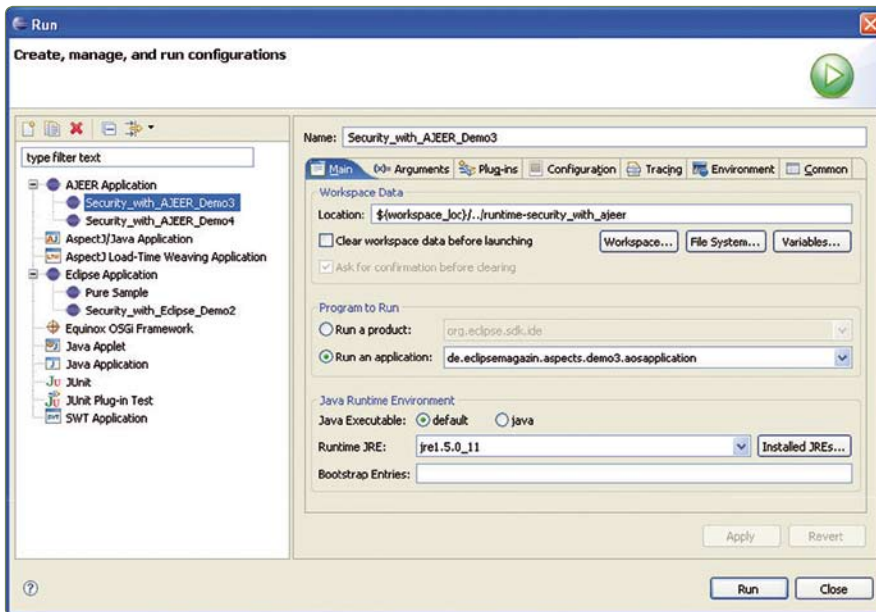 Run
Create, manage, and run configurations
type filter text
AJEER Application
Security_with_AJEER_Demo3
Security_with_AJEER_Demo4
AspectJ/Java Application
AspectJ Load-Time Weaving Application
Eclipse Application
Pure Sample
Security_with_Eclipse_Demo2
Equinox OSGi Framework
Java Applet
Java Application
JUnit
JUnit Plug-in Test
SWT Application
Name: Security_with_AJEER_Demo3
Main (x)= Arguments Plug-ins Configuration Tracing Environment Common
Workspace Data
Location: ${workspace_loc}/../runtime-security_with_ajeer
Clear workspace data before launching Workspace... File System... Variables...
Ask for confirmation before clearing
Program to Run
Run a product: org.eclipse.sdk.ide
Run an application: de.eclipsemagazin.aspects.demo3.aosapplication
Java Runtime Environment
Java Executable: default java
Runtime JRE: jre1.5.0_11 Installed JREs...
Bootstrap Entries:
Apply Revert
? Run Close